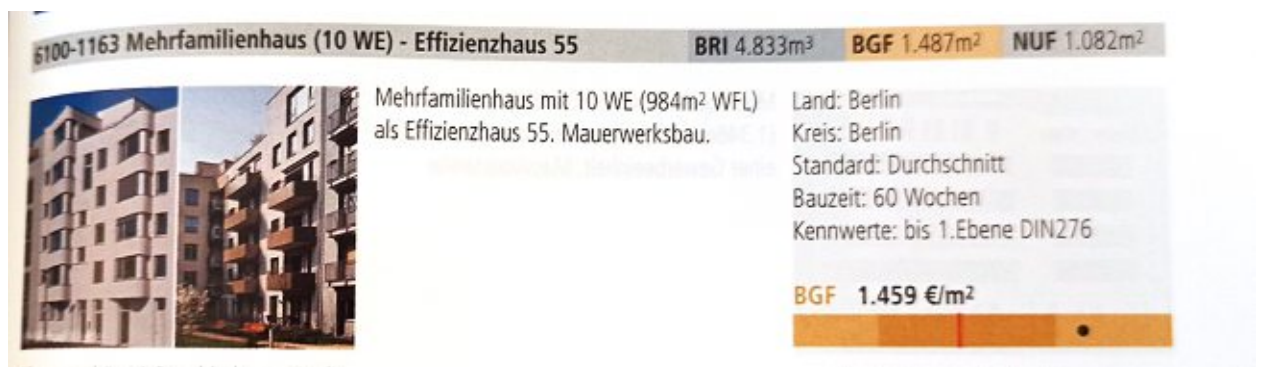 6100-1163 Mehrfamilienhaus (10 WE) - Effizienzhaus 55 BRI 4.833m³ BGF 1.487m² NUF 1.082m²
Mehrfamilienhaus mit 10 WE (984m² WFL)
als Effizienzhaus 55. Mauerwerksbau.
Land: Berlin
Kreis: Berlin
Standard: Durchschnitt
Bauzeit: 60 Wochen
Kennwerte: bis 1.Ebene DIN276
BGF 1.459 €/m²